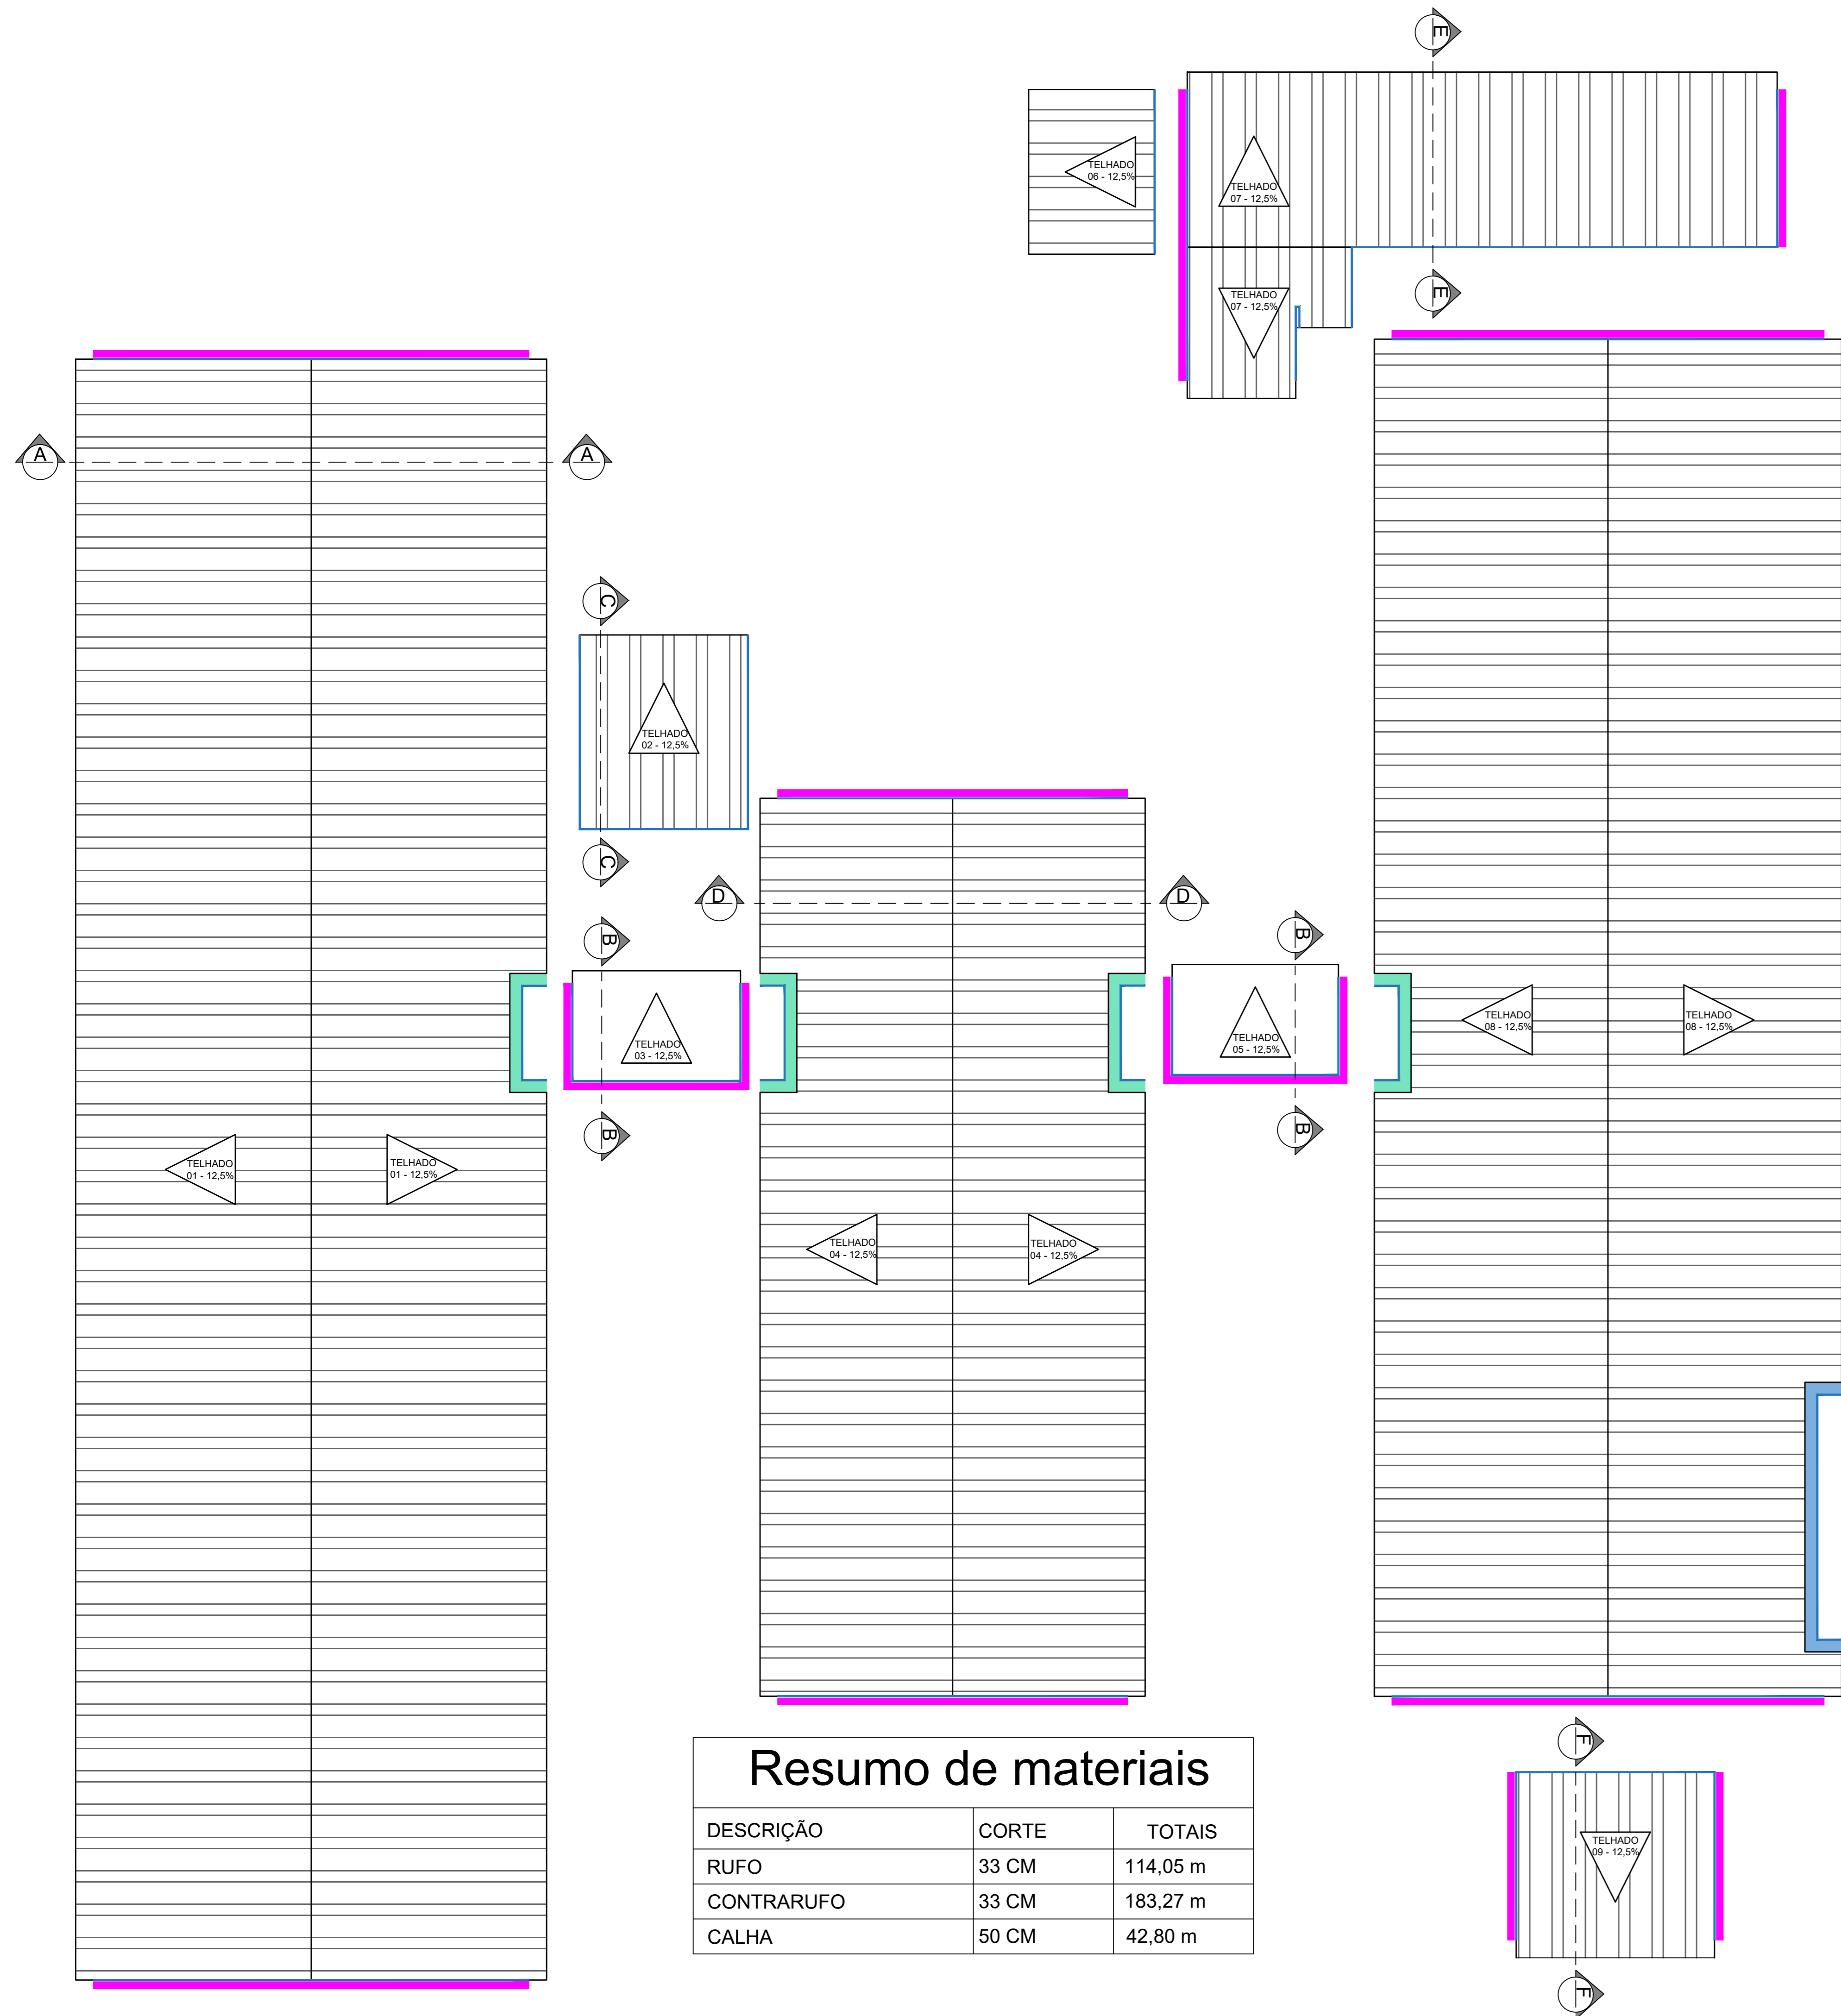 E
TELHADO
06 - 12,5%
TELHADO
07 - 12,5%
E
TELHADO
07 - 12,5%
A
A
C
TELHADO
02 - 12,5%
C
D
D
B
B
TELHADO
03 - 12,5%
TELHADO
05 - 12,5%
TELHADO
08 - 12,5%
TELHADO
08 - 12,5%
B
B
TELHADO
01 - 12,5%
TELHADO
01 - 12,5%
TELHADO
04 - 12,5%
TELHADO
04 - 12,5%
Resumo de materiais
DESCRIÇÃO CORTE TOTAIS
RUFO 33 CM 114,05 m
CONTRARUFO 33 CM 183,27 m
CALHA 50 CM 42,80 m
F
TELHADO
09 - 12,5%
F